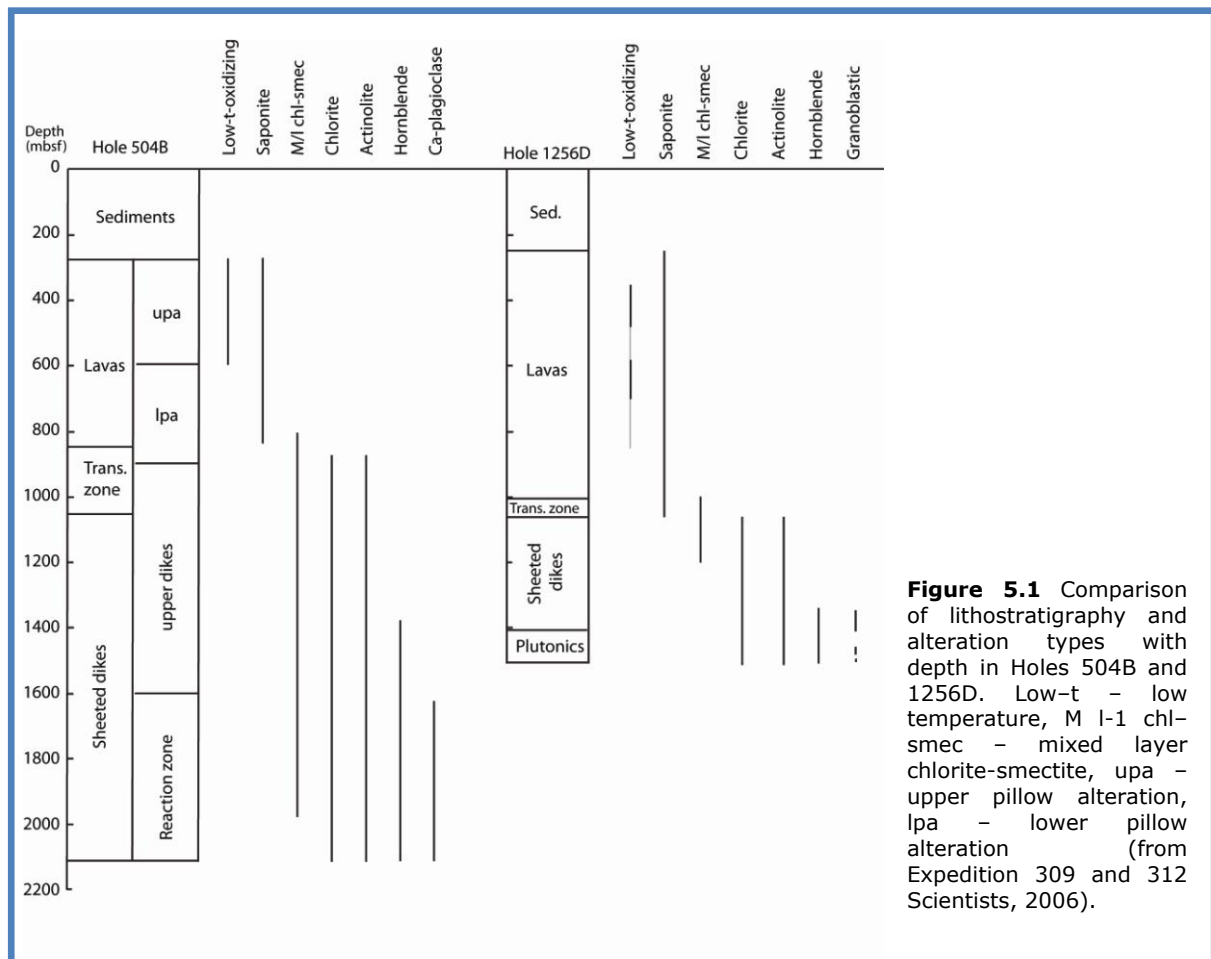 Low-t-oxidizing
Saponite
M/l chl-smec
Chlorite
Actinolite
Hornblende
Ca-plagioclase
Low-t-oxidizing
Saponite
M/l chl-smec
Chlorite
Actinolite
Hornblende
Granoblastic
Depth
(mbsf)
Hole 504B
Hole 1256D
0
200
400
600
800
1000
1200
1400
1600
1800
2000
2200
Sediments
Lavas
upa
lpa
Trans.
zone
upper dikes
Sheeted dikes
Reaction zone
Sed.
Lavas
Trans. zone
Sheeted
dikes
Plutonics
Figure 5.1 Comparison
of lithostratigraphy and
alteration types with
depth in Holes 504B and
1256D. Low–t – low
temperature, M l-1 chl–
smec – mixed layer
chlorite-smectite, upa –
upper pillow alteration,
lpa – lower pillow
alteration (from
Expedition 309 and 312
Scientists, 2006).